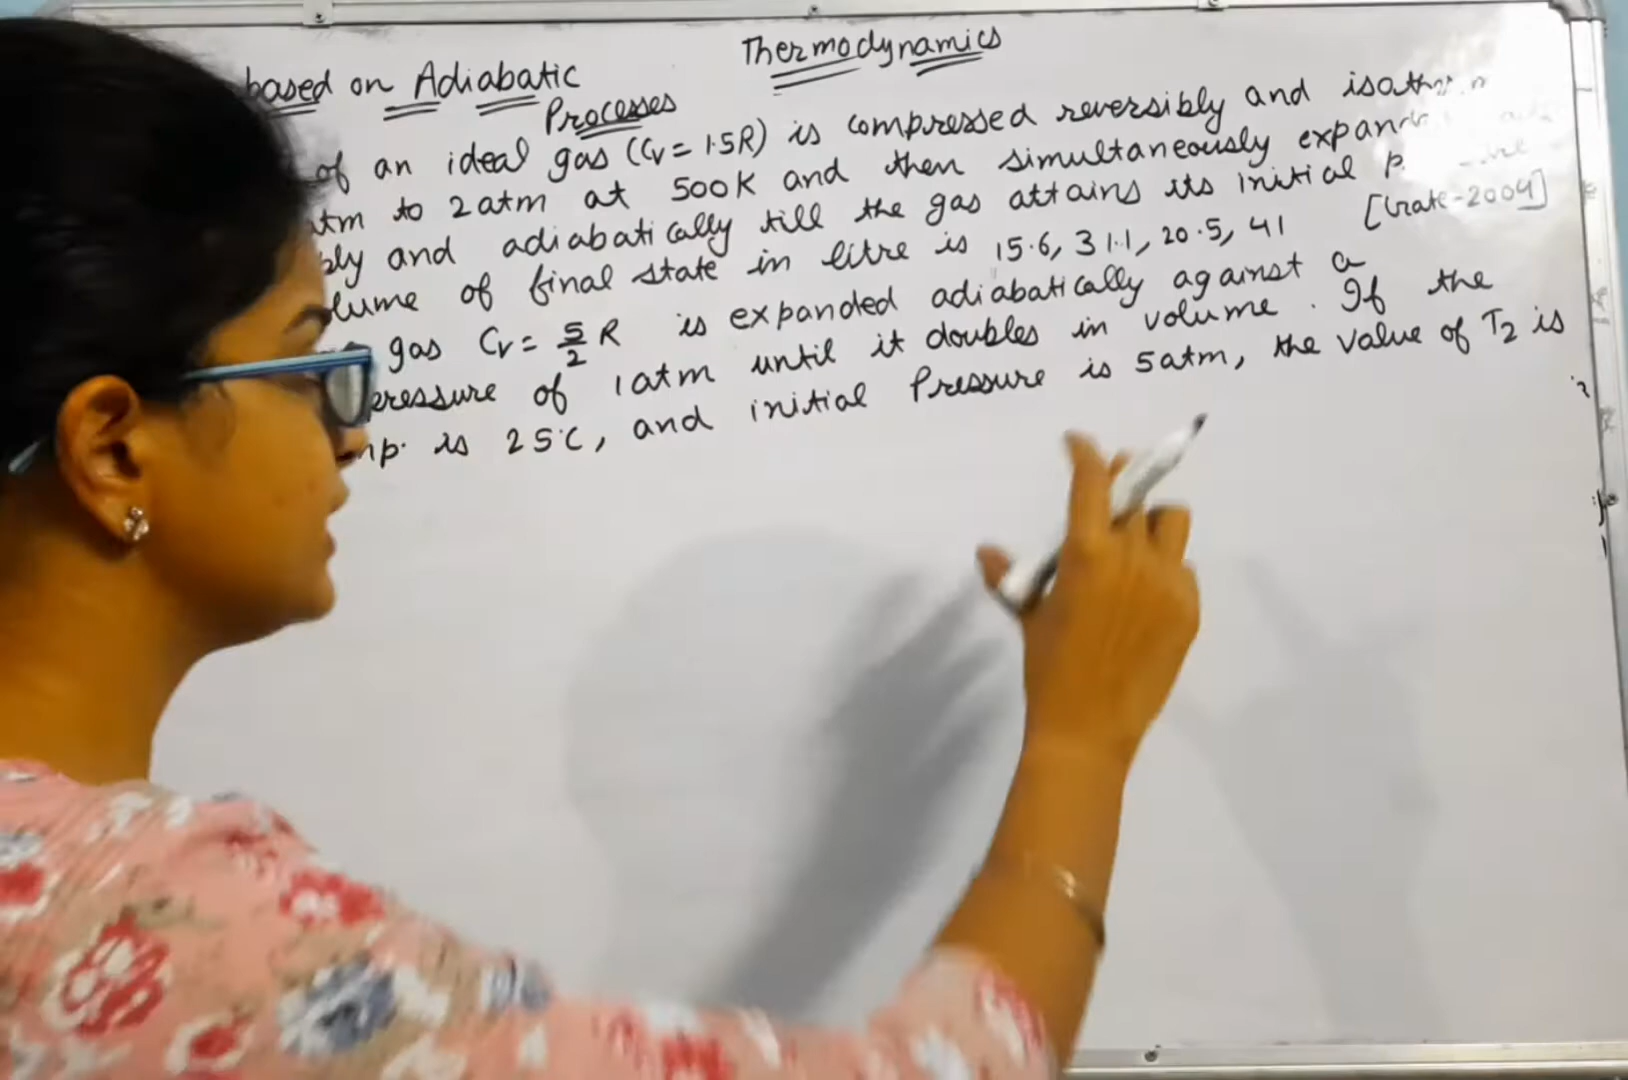 Thermodynamics
based on Adiabatic
Processes
of an ideal gas (Cv = 1.5R) is compressed reversibly and
to 2 atm at 500K and then simultaneously
and adiabatically till the gas attains its initial
of final state in litre is 15.6, 31.1, 20.5, 41 [Gate-2004]
gas Cv = 5/2 R is expanded adiabatically against a
pressure of 1 atm until it doubles in volume. If the
is 25°C, and initial Pressure is 5 atm, the value of T2 is